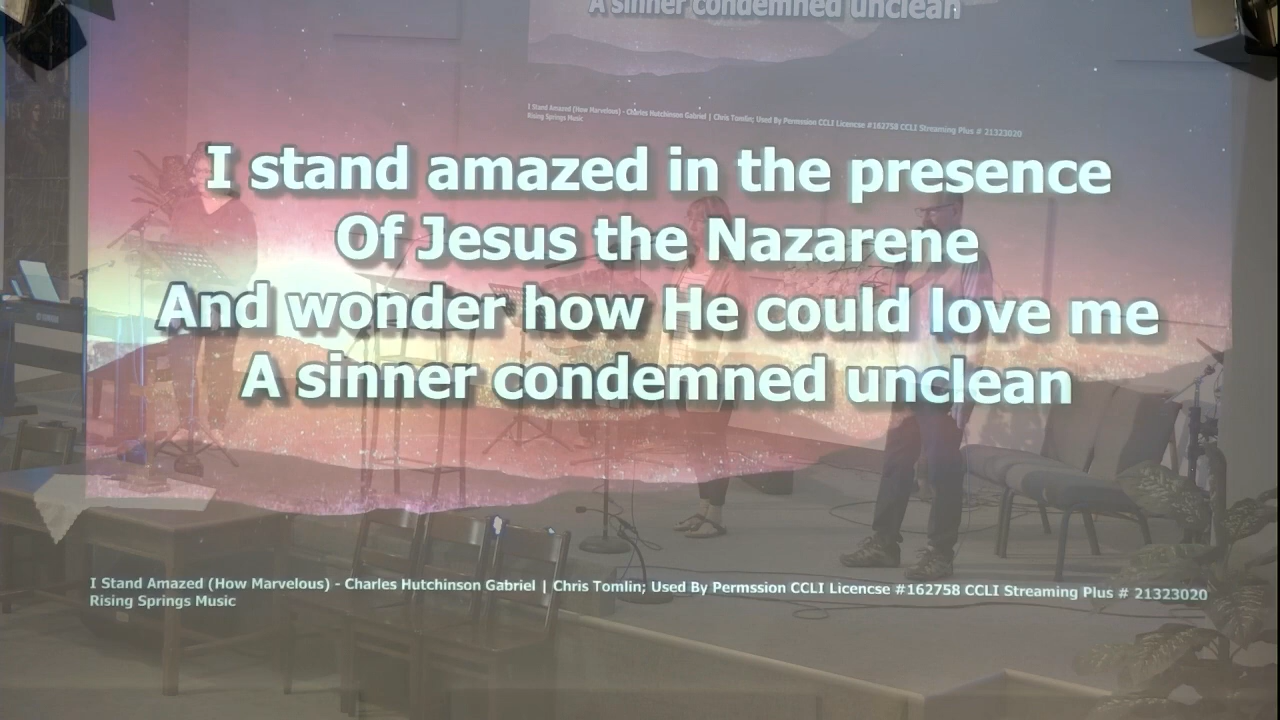 A sinner condemned unclean
I Stand Amazed (How Marvelous) - Charles Hutchinson Gabriel | Chris Tomlin; Used By Permssion CCLI Licencse #162758 CCLI Streaming Plus # 21323020
Rising Springs Music
I stand amazed in the presence
Of Jesus the Nazarene
And wonder how He could love me
A sinner condemned unclean
I Stand Amazed (How Marvelous) - Charles Hutchinson Gabriel | Chris Tomlin; Used By Permssion CCLI Licencse #162758 CCLI Streaming Plus # 21323020
Rising Springs Music